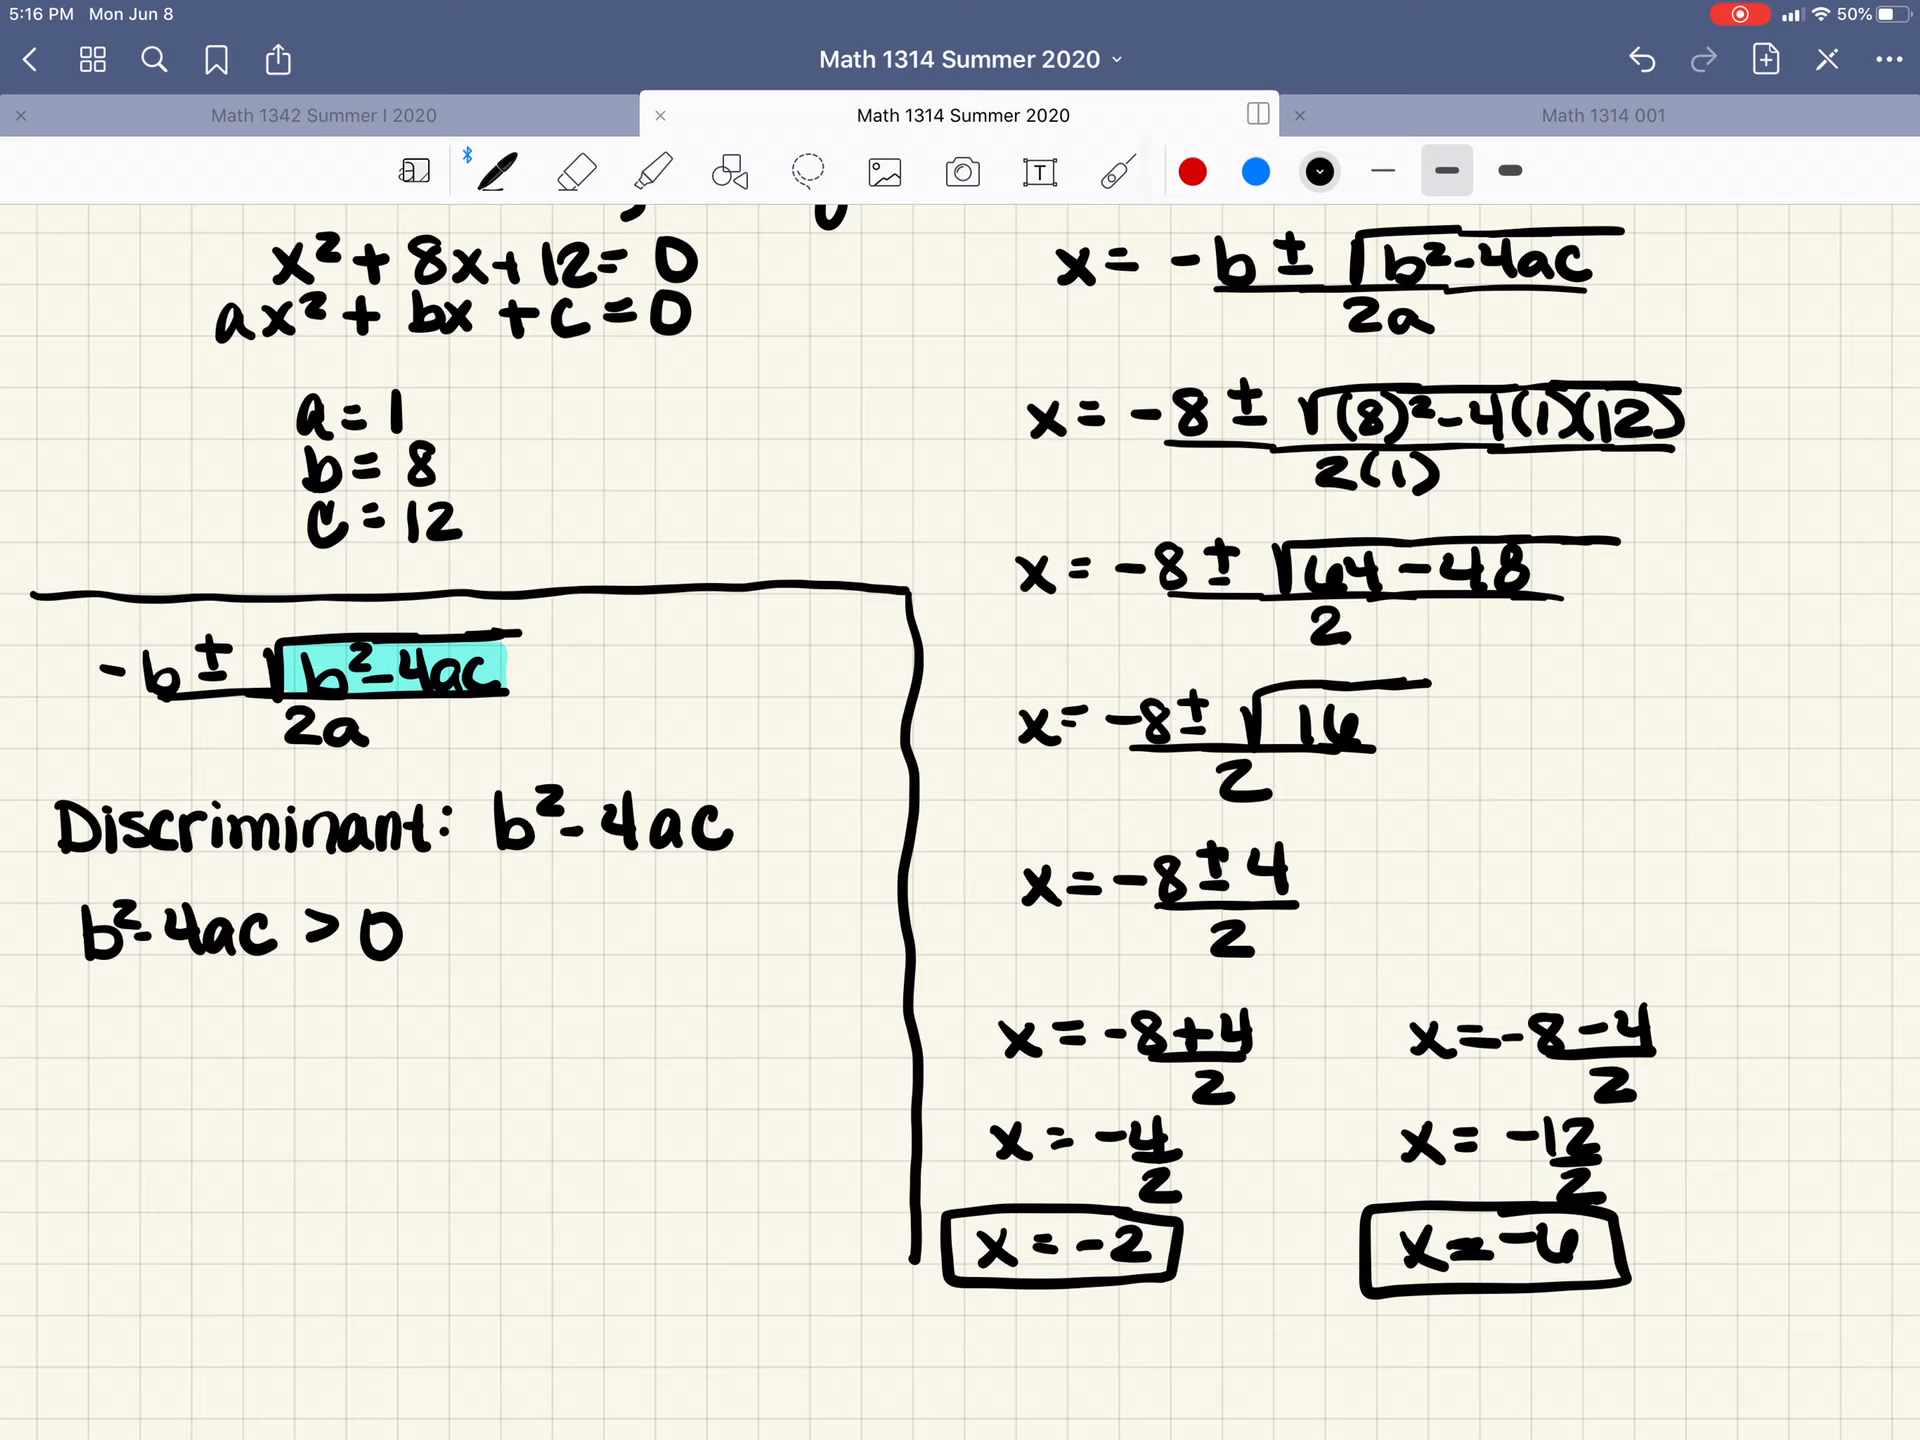 5:16 PM Mon Jun 8
50%
Math 1314 Summer 2020
Math 1342 Summer I 2020
Math 1314 Summer 2020
Math 1314 001
x² + 8x + 12 = 0
ax² + bx + c = 0
a = 1
b = 8
c = 12
-b ± √b²-4ac
2a
Discriminant: b²-4ac
b²-4ac > 0
x = -b ± √b²-4ac
2a
x = -8 ± √(8)²-4(1)(12)
2(1)
x = -8 ± √64-48
2
x = -8 ± √16
2
x = -8 ± 4
2
x = -8+4
2
x = -4
2
x = -2
x = -8-4
2
x = -12
2
x = -6